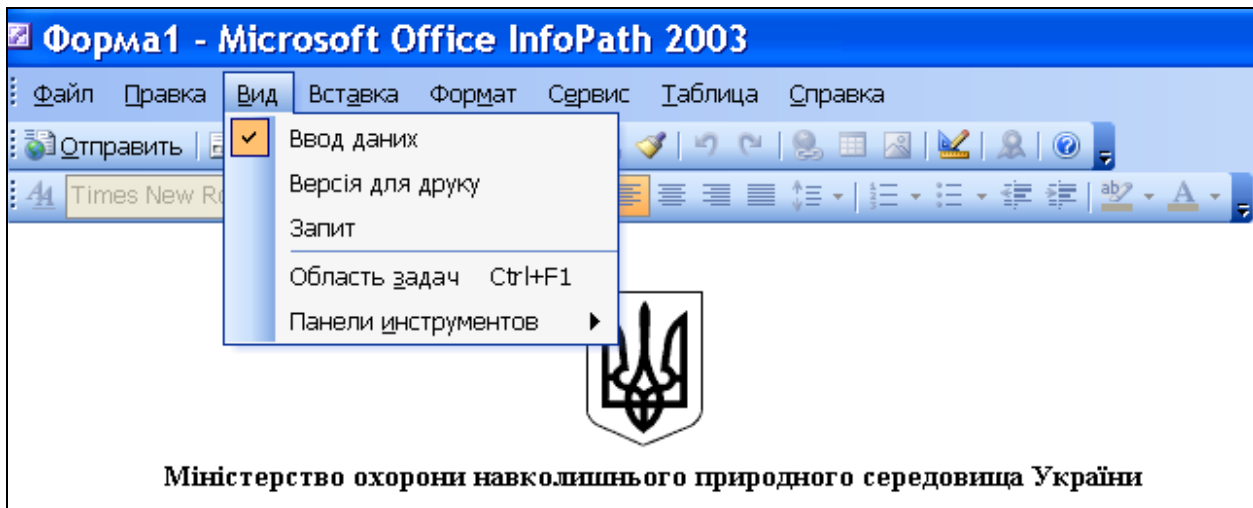 Форма1 - Microsoft Office InfoPath 2003
Файл Правка Вид Вставка Формат Сервис Таблица Справка
Отправить
Ввод даних
Times New
Версія для друку
Запит
Область задач Ctrl+F1
Панели инструментов
Міністерство охорони навколишнього природного середовища України